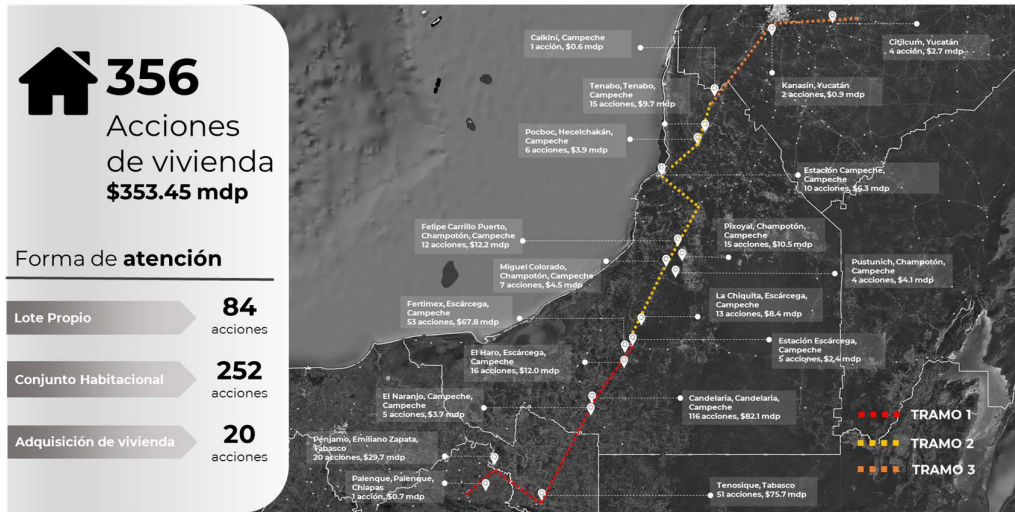 356
Acciones
de vivienda
$353.45 mdp
Forma de atención
Lote Propio
84
acciones
Conjunto Habitacional
252
acciones
Adquisición de vivienda
20
acciones
Calkiní, Campeche
1 acción, $0.6 mdp
Citilcum, Yucatán
4 acción, $2.7 mdp
Tenabo, Tenabo,
Campeche
15 acciones, $9.7 mdp
Kanasín, Yucatán
2 acciones, $0.9 mdp
Pocboc, Hecelchakán,
Campeche
6 acciones, $3.9 mdp
Estación Campeche,
Campeche
10 acciones, $6.3 mdp
Felipe Carrillo Puerto,
Champotón, Campeche
12 acciones, $12.2 mdp
Pixoyal, Champotón,
Campeche
15 acciones, $10.5 mdp
Miguel Colorado,
Champotón, Campeche
7 acciones, $4.5 mdp
Pustunich, Champotón,
Campeche
4 acciones, $4.1 mdp
Fertimex, Escárcega,
Campeche
53 acciones, $67.8 mdp
La Chiquita, Escárcega,
Campeche
13 acciones, $8.4 mdp
El Haro, Escárcega,
Campeche
16 acciones, $12.0 mdp
Estación Escárcega,
Campeche
5 acciones, $2.4 mdp
El Naranjo, Campeche,
Campeche
5 acciones, $3.7 mdp
Candelaria, Candelaria,
Campeche
116 acciones, $82.1 mdp
Pénjamo, Emiliano Zapata,
Tabasco
20 acciones, $29.7 mdp
Palenque, Palenque,
Chiapas
1 acción, $0.7 mdp
Tenosique, Tabasco
51 acciones, $75.7 mdp
TRAMO 1
TRAMO 2
TRAMO 3